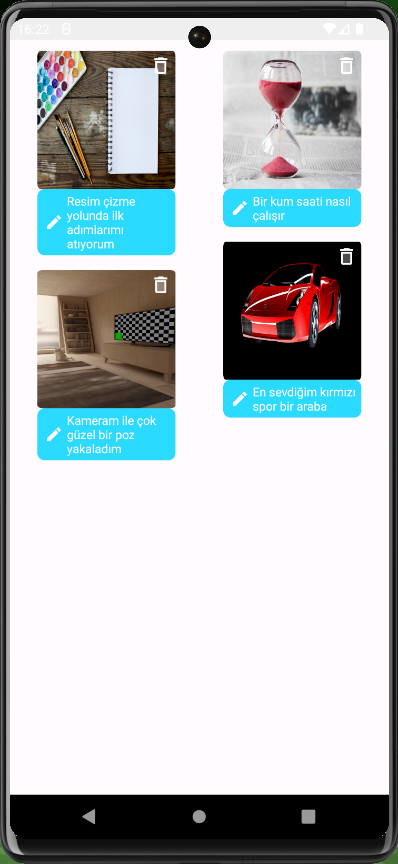 16:22
Resim çizme
yolunda ilk
adımlarımı
atıyorum
Bir kum saati nasıl
çalışır
Kameram ile çok
güzel bir poz
yakaladım
En sevdiğim kırmızı
spor bir araba